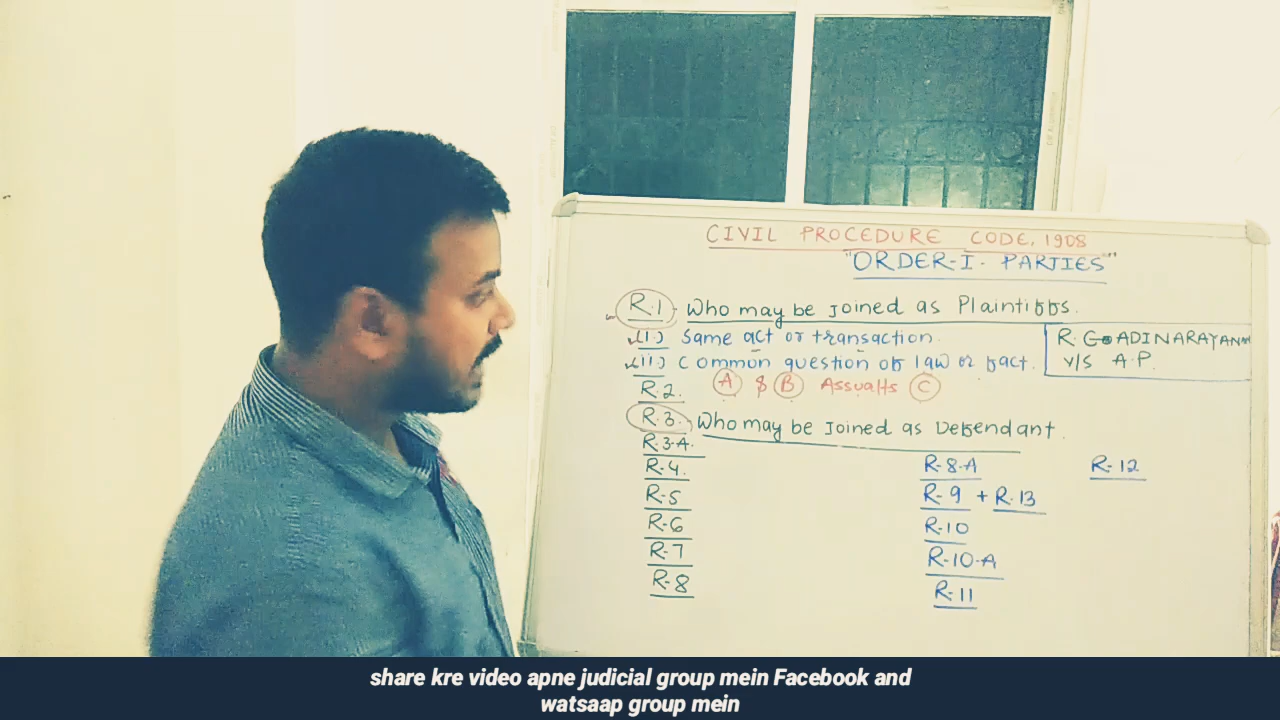 CIVIL PROCEDURE CODE, 1908
"ORDER-I- PARTIES"
R.1 Who may be joined as Plaintiffs.
(i) Same act or transaction.
(ii) Common question of law or fact.
R. G ADINARAYANA
V/S A.P.
R.2. A & B Assualts C
R.3. Who may be Joined as Defendant.
R.3-A.
R-4.
R-5
R-6
R-7
R-8
R-8-A
R-9 + R-13
R-10
R-10-A
R-11
R-12
share kre video apne judicial group mein Facebook and
watsaap group mein